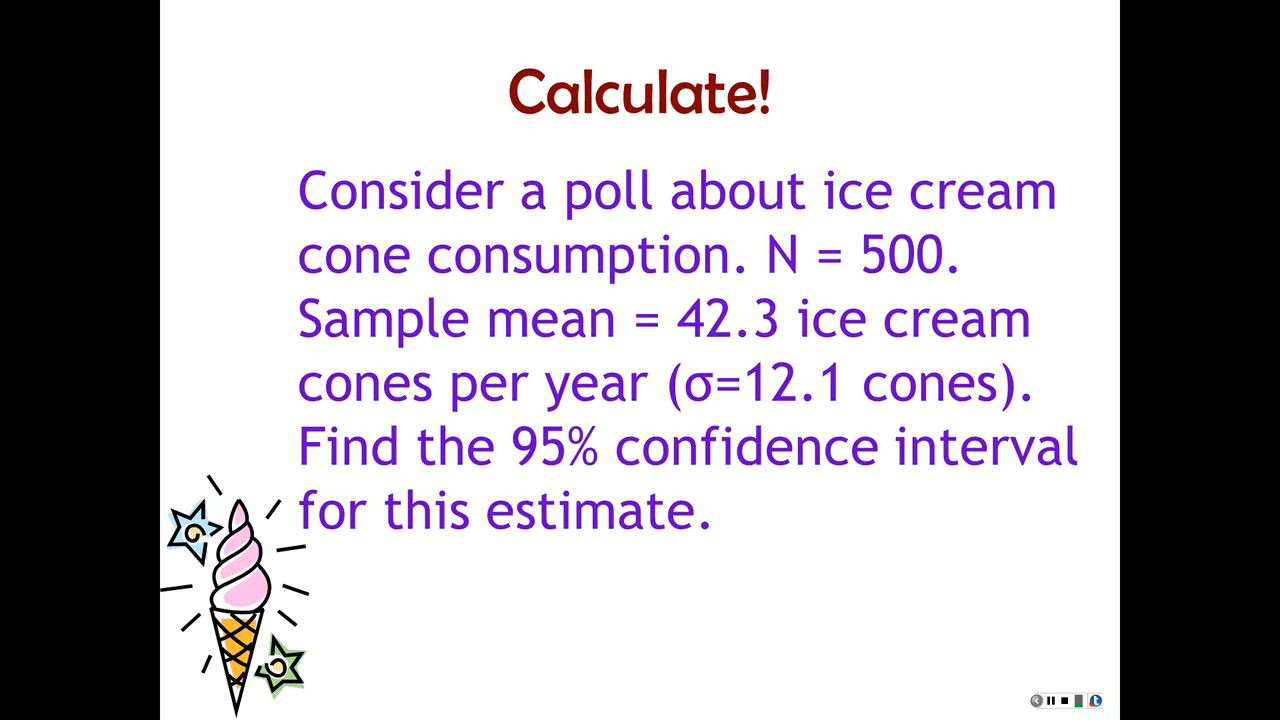 Calculate!
Consider a poll about ice cream
cone consumption. N = 500.
Sample mean = 42.3 ice cream
cones per year (σ=12.1 cones).
Find the 95% confidence interval
for this estimate.